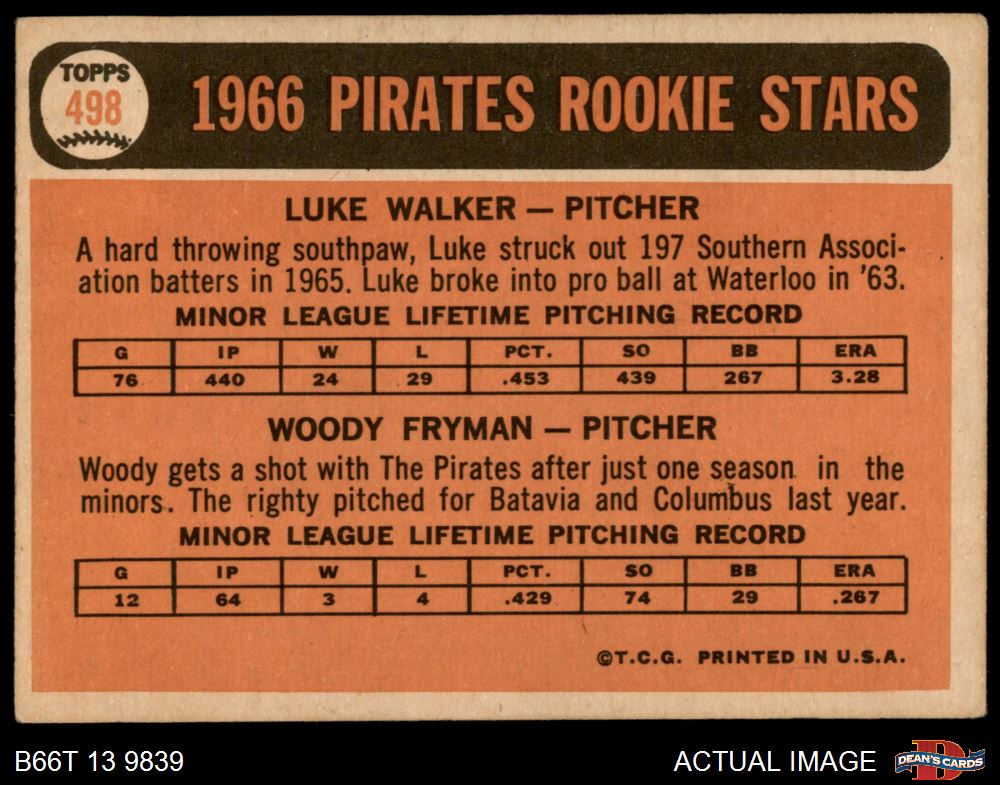 TOPPS
498
1966 PIRATES ROOKIE STARS
LUKE WALKER — PITCHER
A hard throwing southpaw, Luke struck out 197 Southern Associ-
ation batters in 1965. Luke broke into pro ball at Waterloo in '63.
MINOR LEAGUE LIFETIME PITCHING RECORD
G IP W L PCT. SO BB ERA
76 440 24 29 .453 439 267 3.28
WOODY FRYMAN — PITCHER
Woody gets a shot with The Pirates after just one season in the
minors. The righty pitched for Batavia and Columbus last year.
MINOR LEAGUE LIFETIME PITCHING RECORD
G IP W L PCT. SO BB ERA
12 64 3 4 .429 74 29 .267
©T.C.G. PRINTED IN U.S.A.
B66T 13 9839
ACTUAL IMAGE
D
DEAN'S CARDS